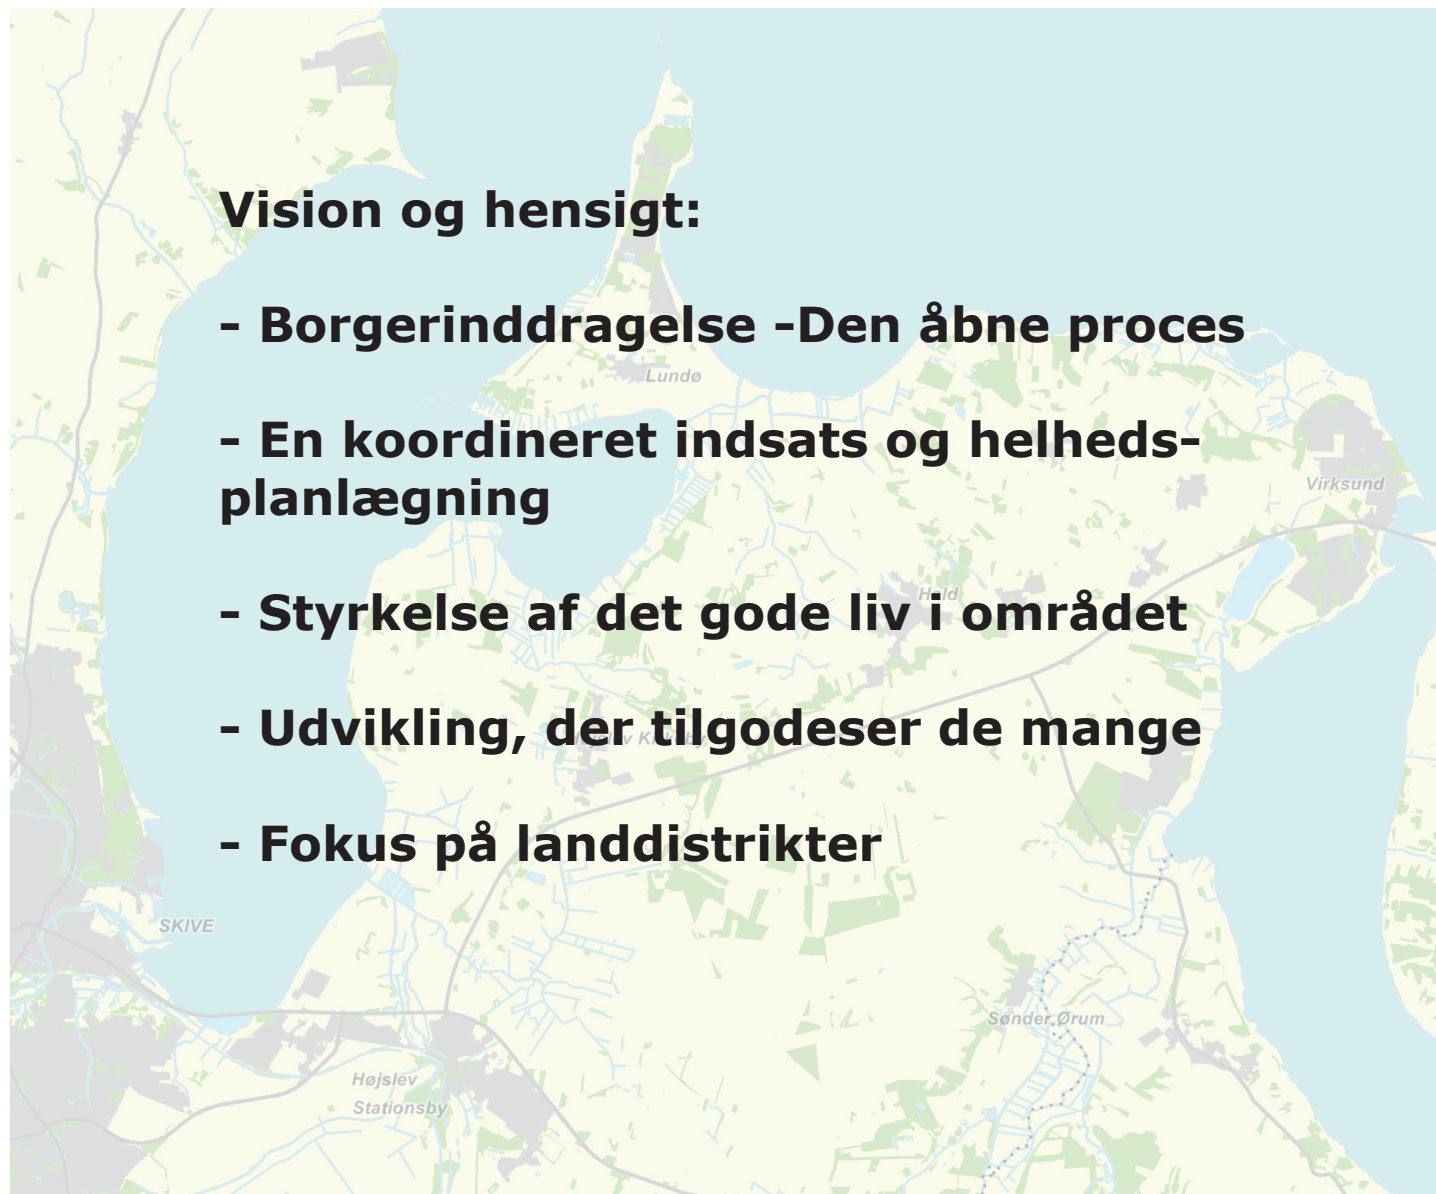 Vision og hensigt:
- Borgerinddragelse -Den åbne proces
Lundø
- En koordineret indsats og helheds-
planlægning
Virksund
Hald
- Styrkelse af det gode liv i området
- Udvikling, der tilgodeser de mange
- Fokus på landdistrikter
SKIVE
Sønder Ørum
Højslev
Stationsby